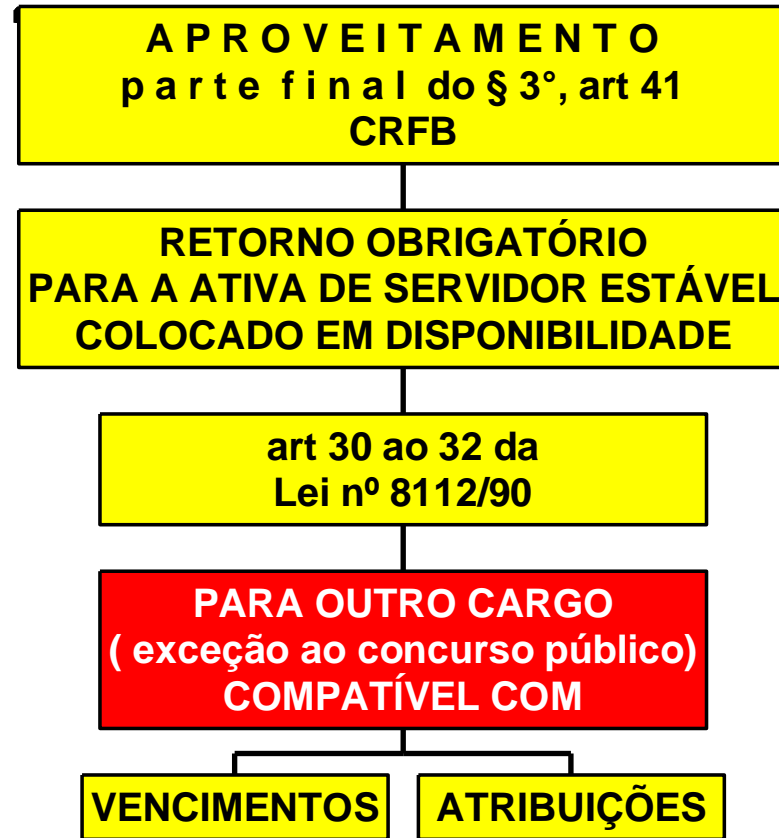 A P R O V E I T A M E N T O
p a r t e  f i n a l  do § 3°, art 41
CRFB
RETORNO OBRIGATÓRIO
PARA A ATIVA DE SERVIDOR ESTÁVEL
COLOCADO EM DISPONIBILIDADE
art 30 ao 32 da
Lei nº 8112/90
PARA OUTRO CARGO
( exceção ao concurso público)
COMPATÍVEL COM
VENCIMENTOS
ATRIBUIÇÕES